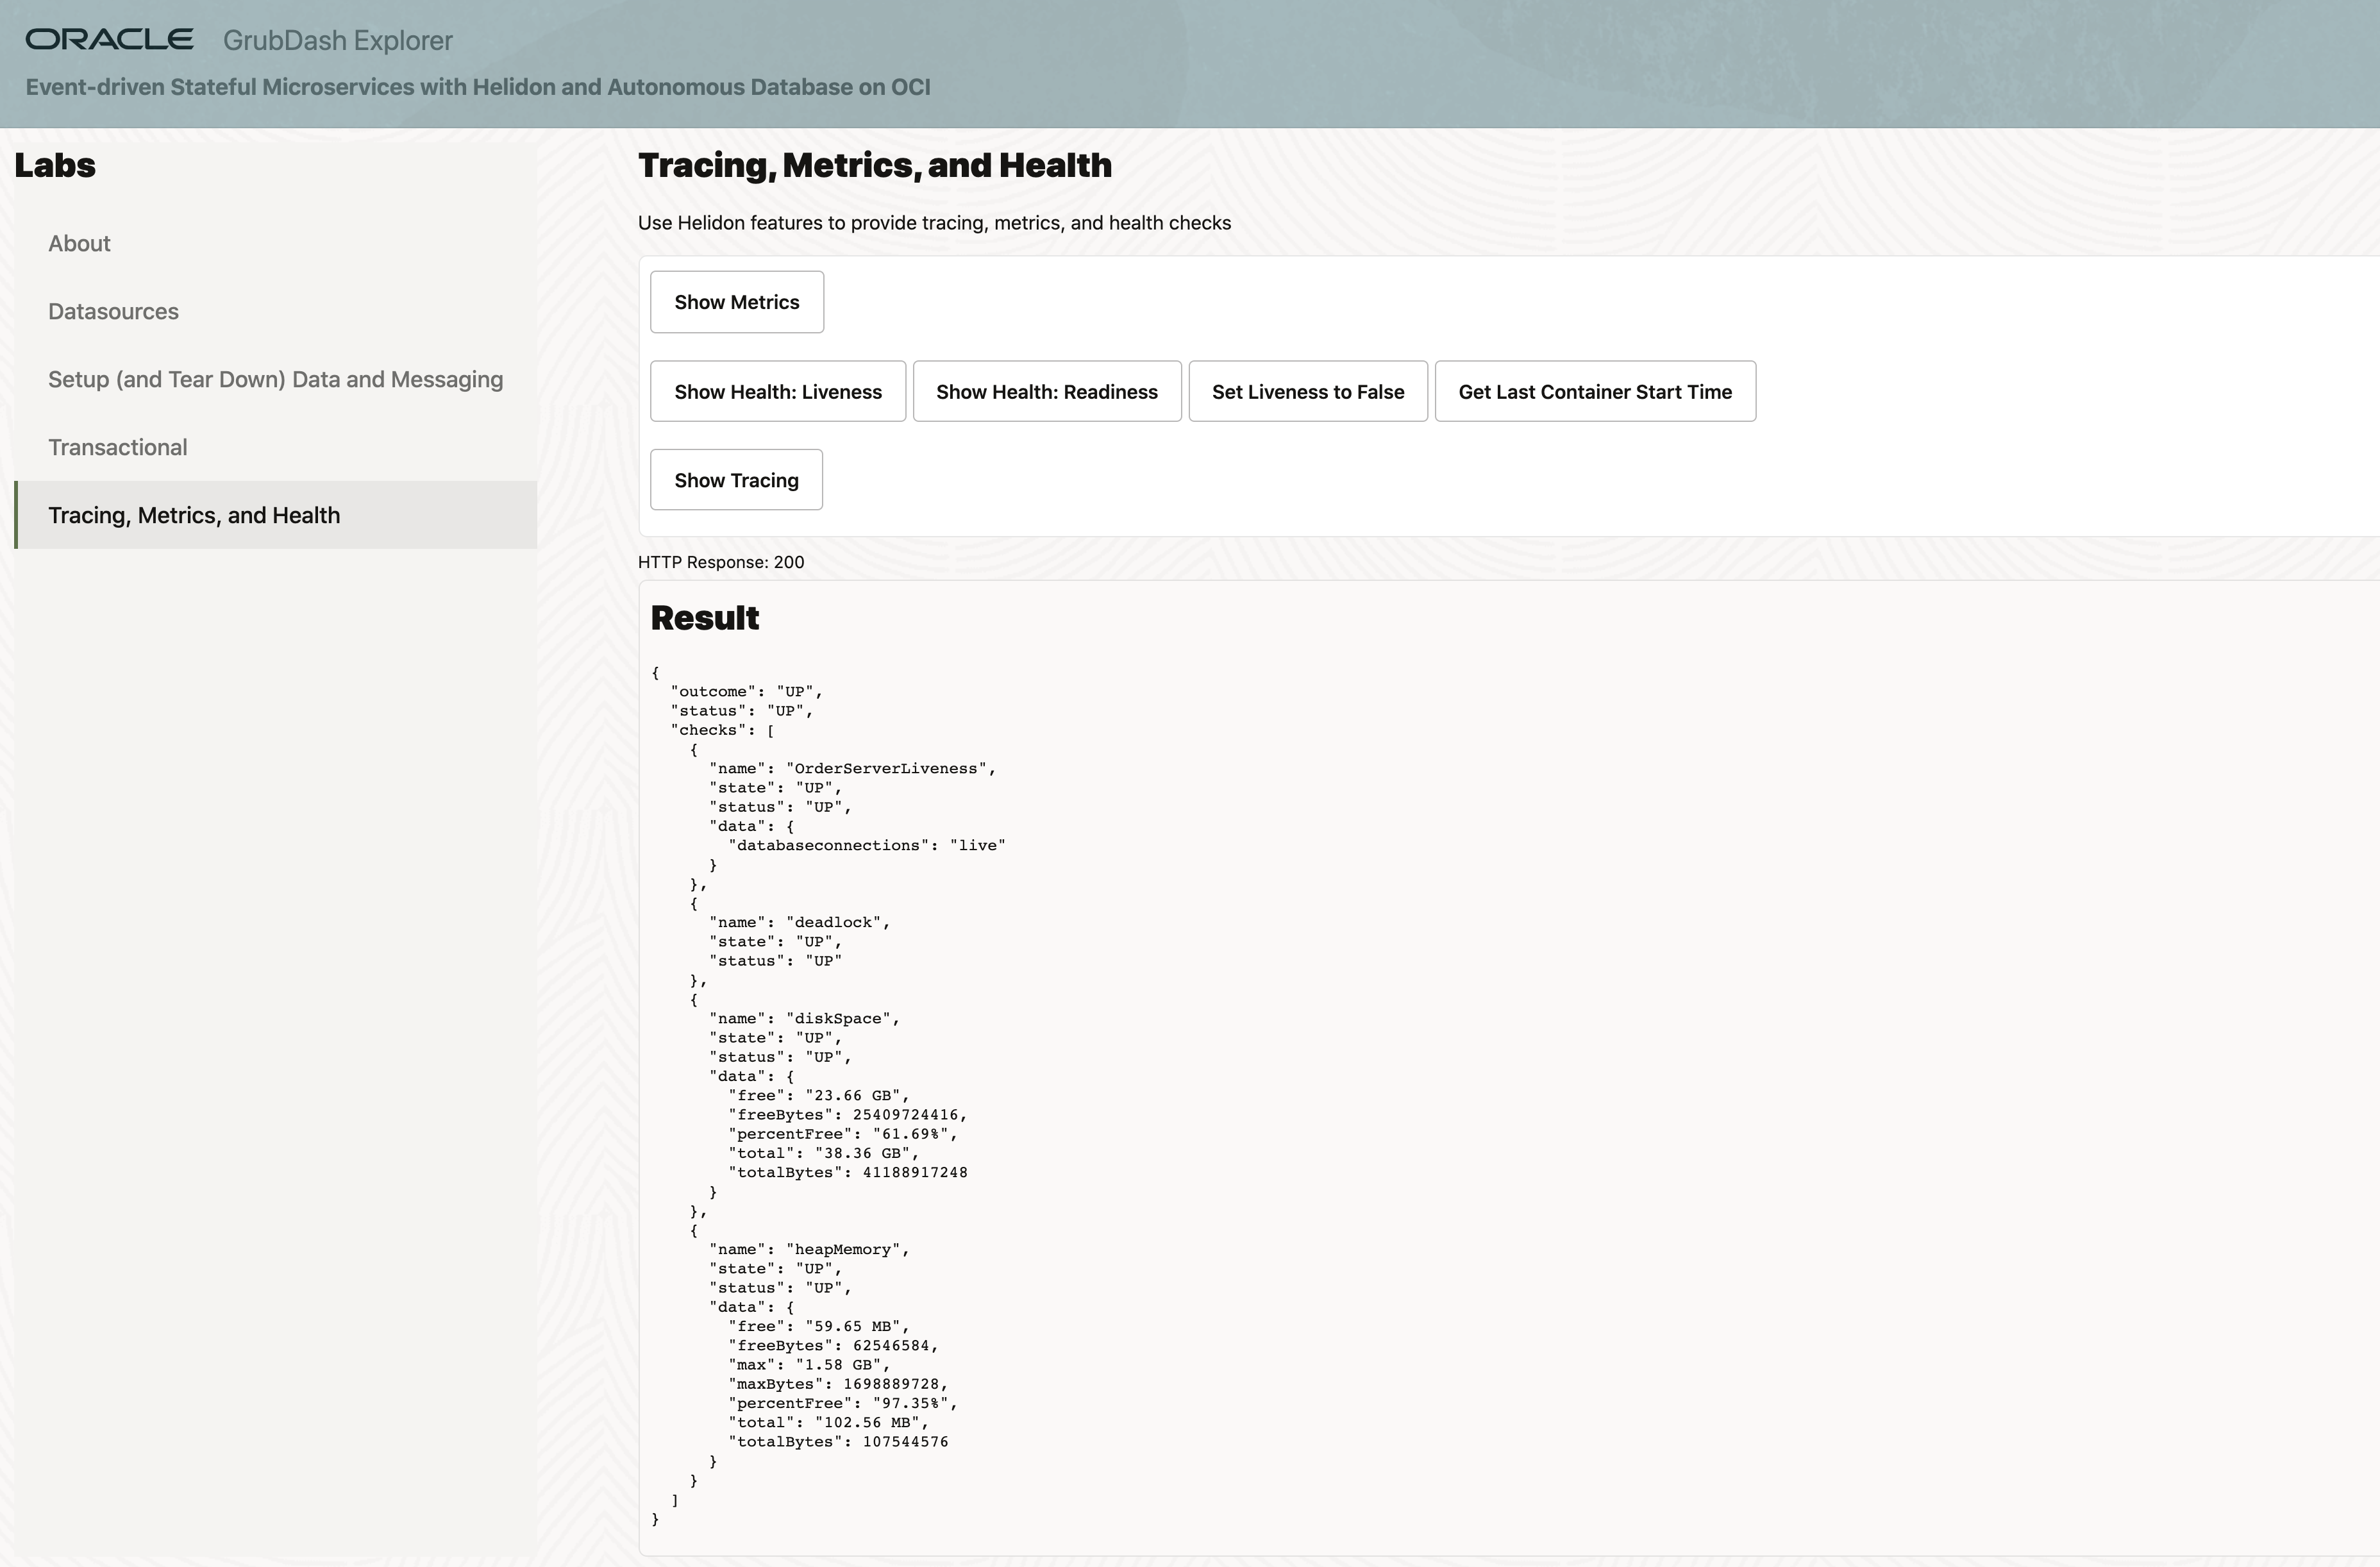 ORACLE GrubDash Explorer
Event-driven Stateful Microservices with Helidon and Autonomous Database on OCI
Labs
About
Datasources
Setup (and Tear Down) Data and Messaging
Transactional
Tracing, Metrics, and Health
Tracing, Metrics, and Health
Use Helidon features to provide tracing, metrics, and health checks
Show Metrics
Show Health: Liveness Show Health: Readiness Set Liveness to False Get Last Container Start Time
Show Tracing
HTTP Response: 200
Result
{
  "outcome": "UP",
  "status": "UP",
  "checks": [
    {
      "name": "OrderServerLiveness",
      "state": "UP",
      "status": "UP",
      "data": {
        "databaseconnections": "live"
      }
    },
    {
      "name": "deadlock",
      "state": "UP",
      "status": "UP"
    },
    {
      "name": "diskSpace",
      "state": "UP",
      "status": "UP",
      "data": {
        "free": "23.66 GB",
        "freeBytes": 25409724416,
        "percentFree": "61.69%",
        "total": "38.36 GB",
        "totalBytes": 41188917248
      }
    },
    {
      "name": "heapMemory",
      "state": "UP",
      "status": "UP",
      "data": {
        "free": "59.65 MB",
        "freeBytes": 62546584,
        "max": "1.58 GB",
        "maxBytes": 1698889728,
        "percentFree": "97.35%",
        "total": "102.56 MB",
        "totalBytes": 107544576
      }
    }
  ]
}